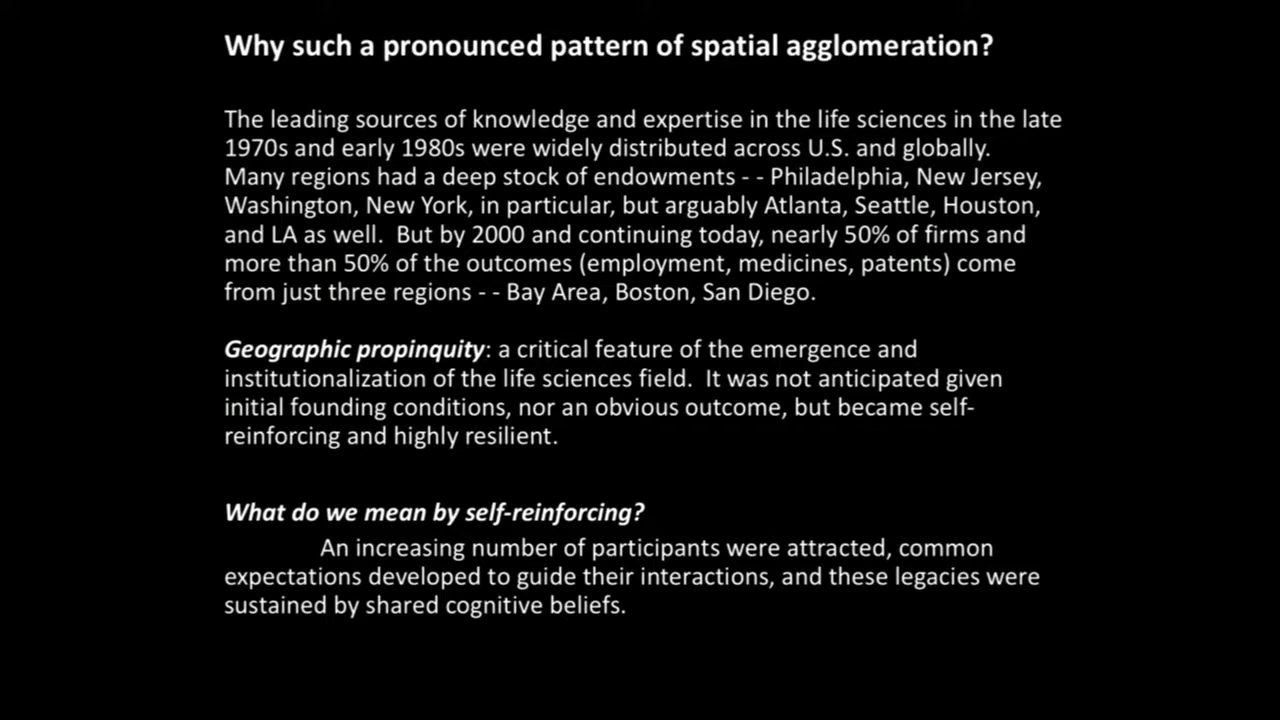 Why such a pronounced pattern of spatial agglomeration?
The leading sources of knowledge and expertise in the life sciences in the late
1970s and early 1980s were widely distributed across U.S. and globally.
Many regions had a deep stock of endowments - - Philadelphia, New Jersey,
Washington, New York, in particular, but arguably Atlanta, Seattle, Houston,
and LA as well.  But by 2000 and continuing today, nearly 50% of firms and
more than 50% of the outcomes (employment, medicines, patents) come
from just three regions - - Bay Area, Boston, San Diego.
Geographic propinquity: a critical feature of the emergence and
institutionalization of the life sciences field.  It was not anticipated given
initial founding conditions, nor an obvious outcome, but became self-
reinforcing and highly resilient.
What do we mean by self-reinforcing?
An increasing number of participants were attracted, common
expectations developed to guide their interactions, and these legacies were
sustained by shared cognitive beliefs.